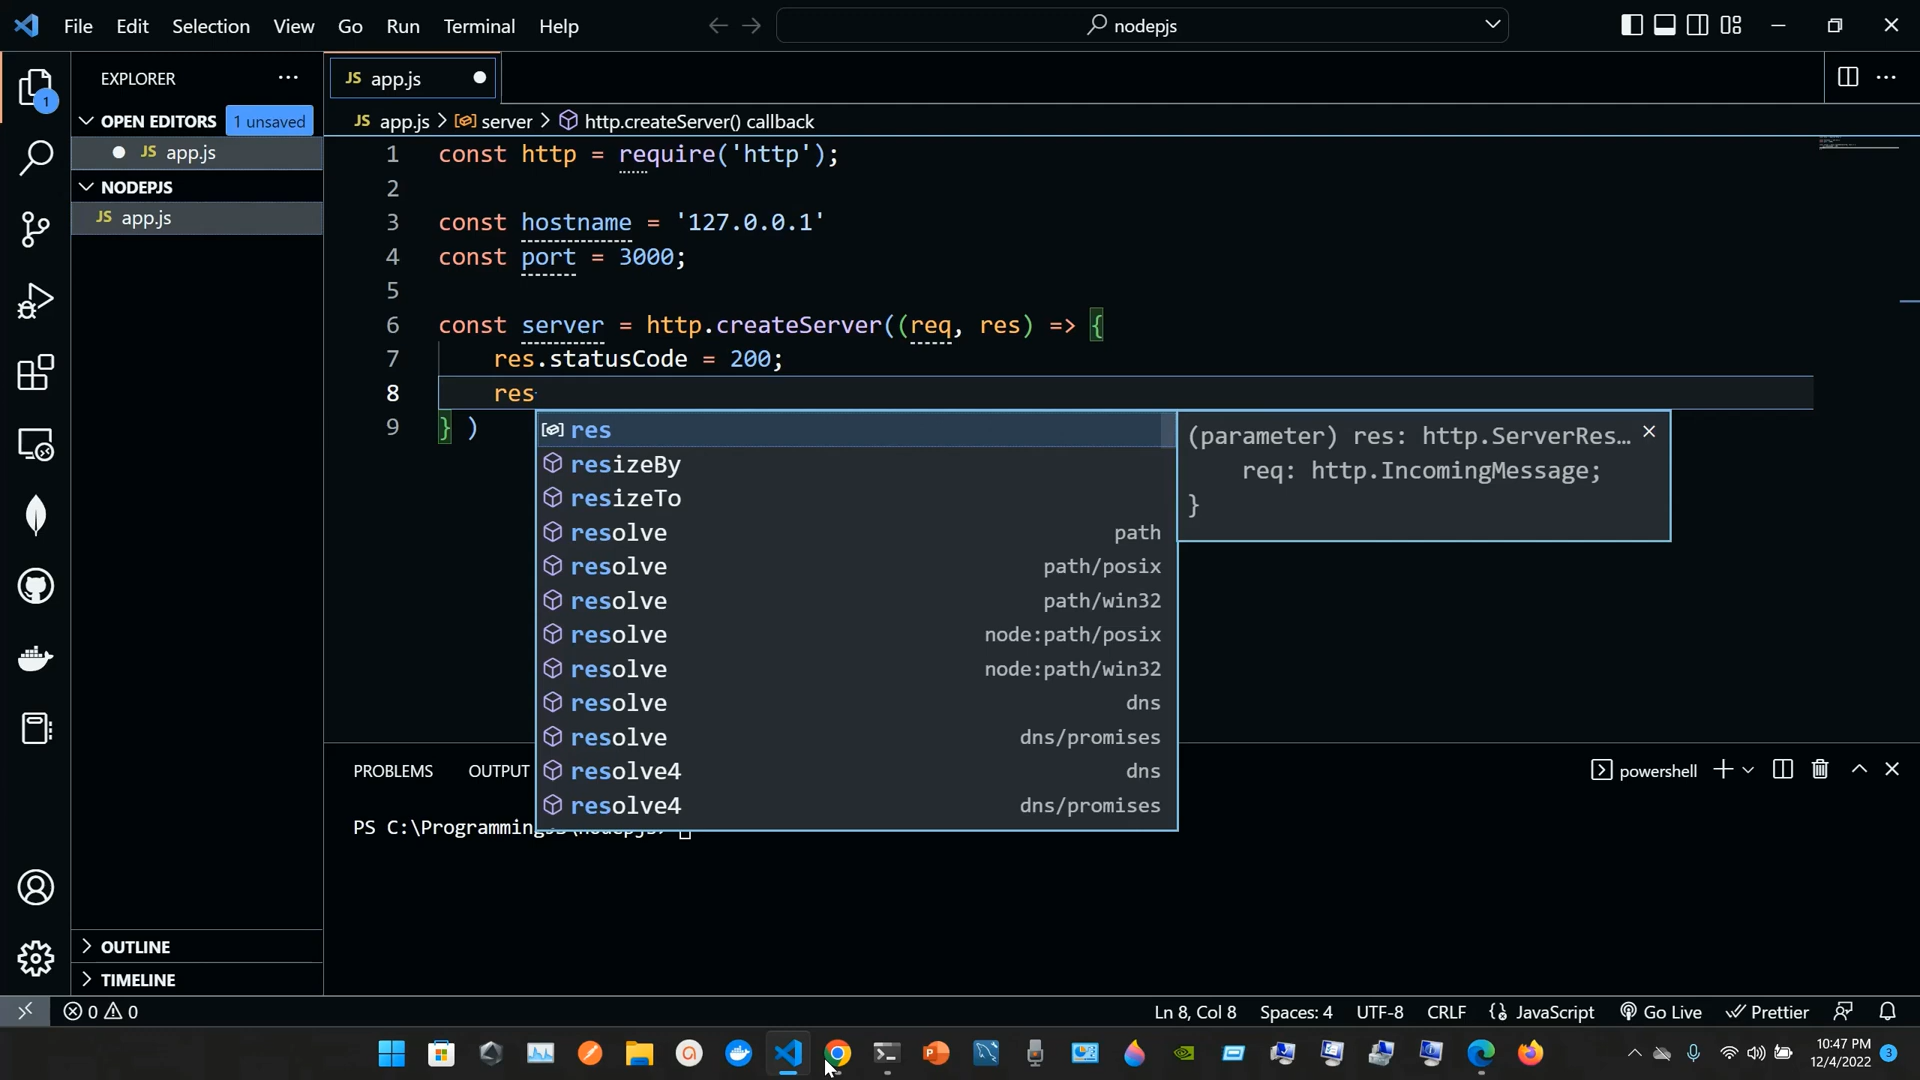 File Edit Selection View Go Run Terminal Help nodepjs
EXPLORER
JS app.js
OPEN EDITORS 1 unsaved
JS app.js > server > http.createServer() callback
JS app.js
NODEPJS
JS app.js
1 const http = require('http');
2
3 const hostname = '127.0.0.1'
4 const port = 3000;
5
6 const server = http.createServer((req, res) => {
7 res.statusCode = 200;
8 res
9 } )
res
resizeBy
resizeTo
resolve path
resolve path/posix
resolve path/win32
resolve node:path/posix
resolve node:path/win32
resolve dns
resolve dns/promises
resolve4 dns
resolve4 dns/promises
(parameter) res: http.ServerRes...
req: http.IncomingMessage;
}
PROBLEMS OUTPUT powershell
PS C:\Programming
OUTLINE
TIMELINE
0 0 Ln 8, Col 8 Spaces: 4 UTF-8 CRLF {} JavaScript Go Live Prettier
1
10:47 PM
12/4/2022 3